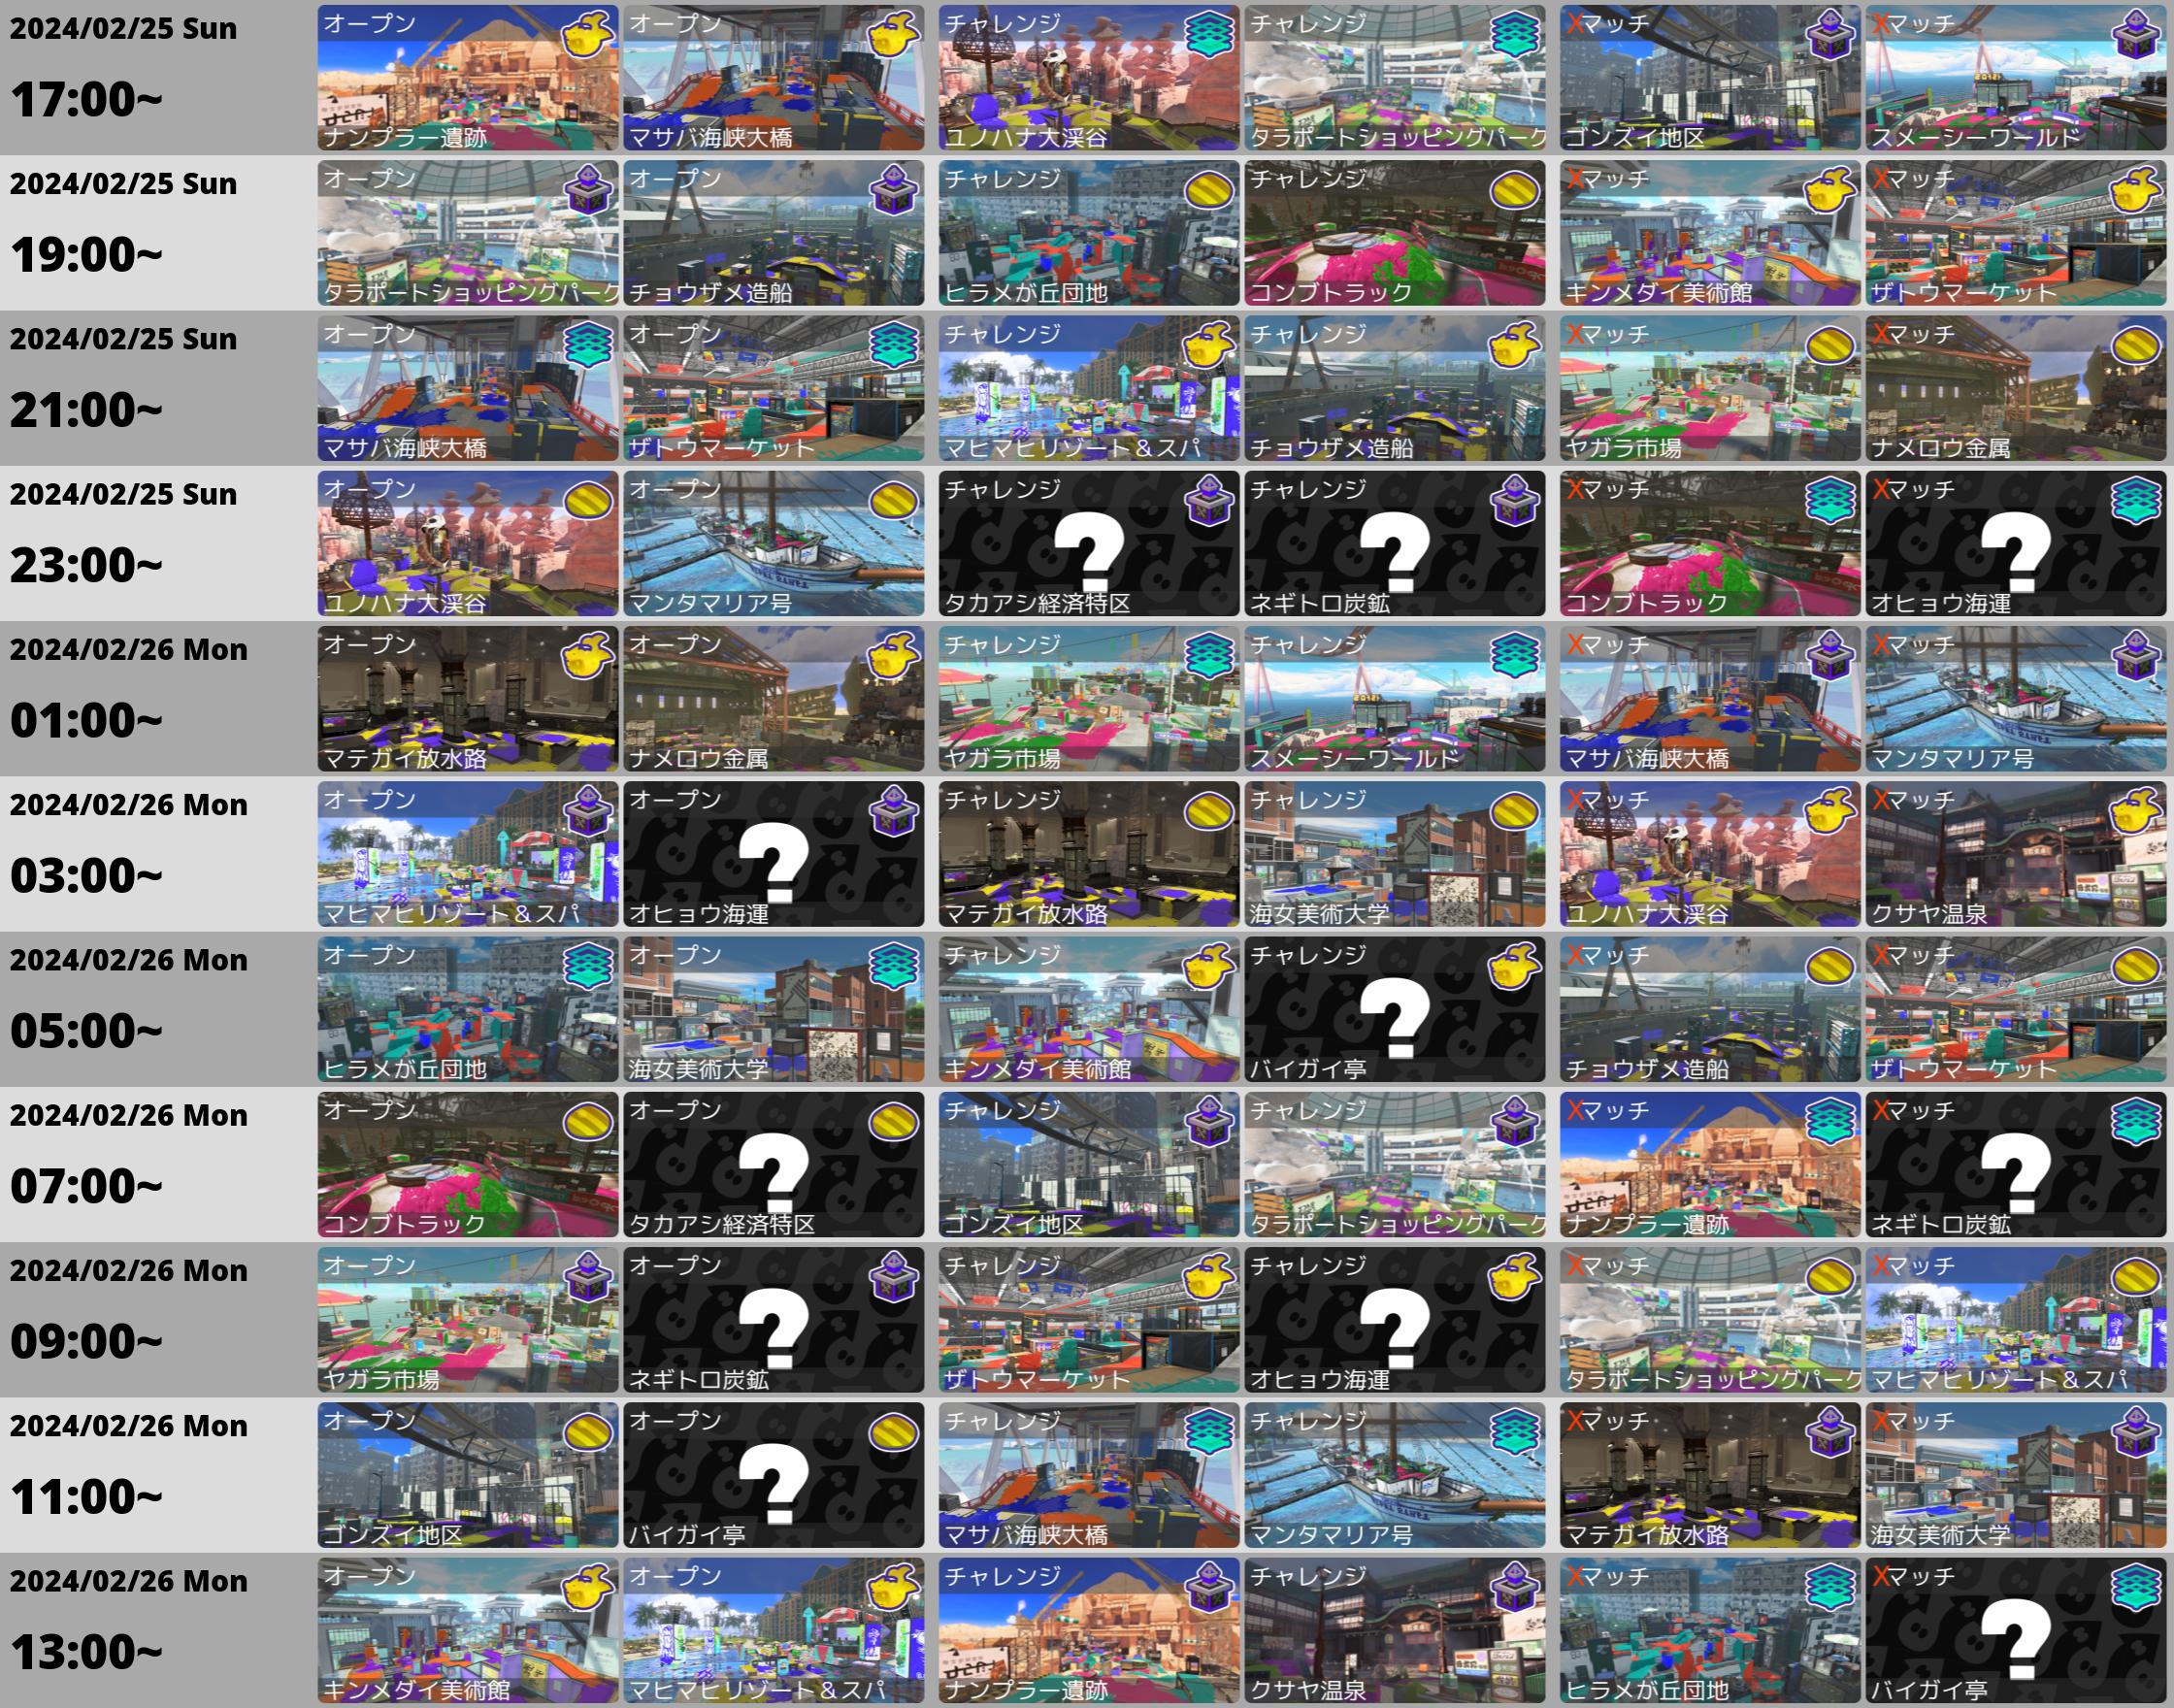 2024/02/25 Sun
17:00~
オープン オープン チャレンジ チャレンジ Xマッチ Xマッチ
ナンプラー遺跡 マサバ海峡大橋 ユノハナ大渓谷 タラポートショッピングパーク ゴンズイ地区 スメーシーワールド
2024/02/25 Sun
19:00~
オープン オープン チャレンジ チャレンジ Xマッチ Xマッチ
タラポートショッピングパーク チョウザメ造船 ヒラメが丘団地 コンブトラック キンメダイ美術館 ザトウマーケット
2024/02/25 Sun
21:00~
オープン オープン チャレンジ チャレンジ Xマッチ Xマッチ
マサバ海峡大橋 ザトウマーケット マヒマヒリゾート&スパ チョウザメ造船 ヤガラ市場 ナメロウ金属
2024/02/25 Sun
23:00~
オープン オープン チャレンジ チャレンジ Xマッチ Xマッチ
? ? ?
ユノハナ大渓谷 マンタマリア号 タカアシ経済特区 ネギトロ炭鉱 コンブトラック オヒョウ海運
2024/02/26 Mon
01:00~
オープン オープン チャレンジ チャレンジ Xマッチ Xマッチ
マテガイ放水路 ナメロウ金属 ヤガラ市場 スメーシーワールド マサバ海峡大橋 マンタマリア号
2024/02/26 Mon
03:00~
オープン オープン チャレンジ チャレンジ Xマッチ Xマッチ
?
マヒマヒリゾート&スパ オヒョウ海運 マテガイ放水路 海女美術大学 ユノハナ大渓谷 クサヤ温泉
2024/02/26 Mon
05:00~
オープン オープン チャレンジ チャレンジ Xマッチ Xマッチ
?
ヒラメが丘団地 海女美術大学 キンメダイ美術館 バイガイ亭 チョウザメ造船 ザトウマーケット
2024/02/26 Mon
07:00~
オープン オープン チャレンジ チャレンジ Xマッチ Xマッチ
? ?
コンブトラック タカアシ経済特区 ゴンズイ地区 タラポートショッピングパーク ナンプラー遺跡 ネギトロ炭鉱
2024/02/26 Mon
09:00~
オープン オープン チャレンジ チャレンジ Xマッチ Xマッチ
? ?
ヤガラ市場 ネギトロ炭鉱 ザトウマーケット オヒョウ海運 タラポートショッピングパーク マヒマヒリゾート&スパ
2024/02/26 Mon
11:00~
オープン オープン チャレンジ チャレンジ Xマッチ Xマッチ
?
ゴンズイ地区 バイガイ亭 マサバ海峡大橋 マンタマリア号 マテガイ放水路 海女美術大学
2024/02/26 Mon
13:00~
オープン オープン チャレンジ チャレンジ Xマッチ Xマッチ
?
キンメダイ美術館 マヒマヒリゾート&スパ ナンプラー遺跡 クサヤ温泉 ヒラメが丘団地 バイガイ亭